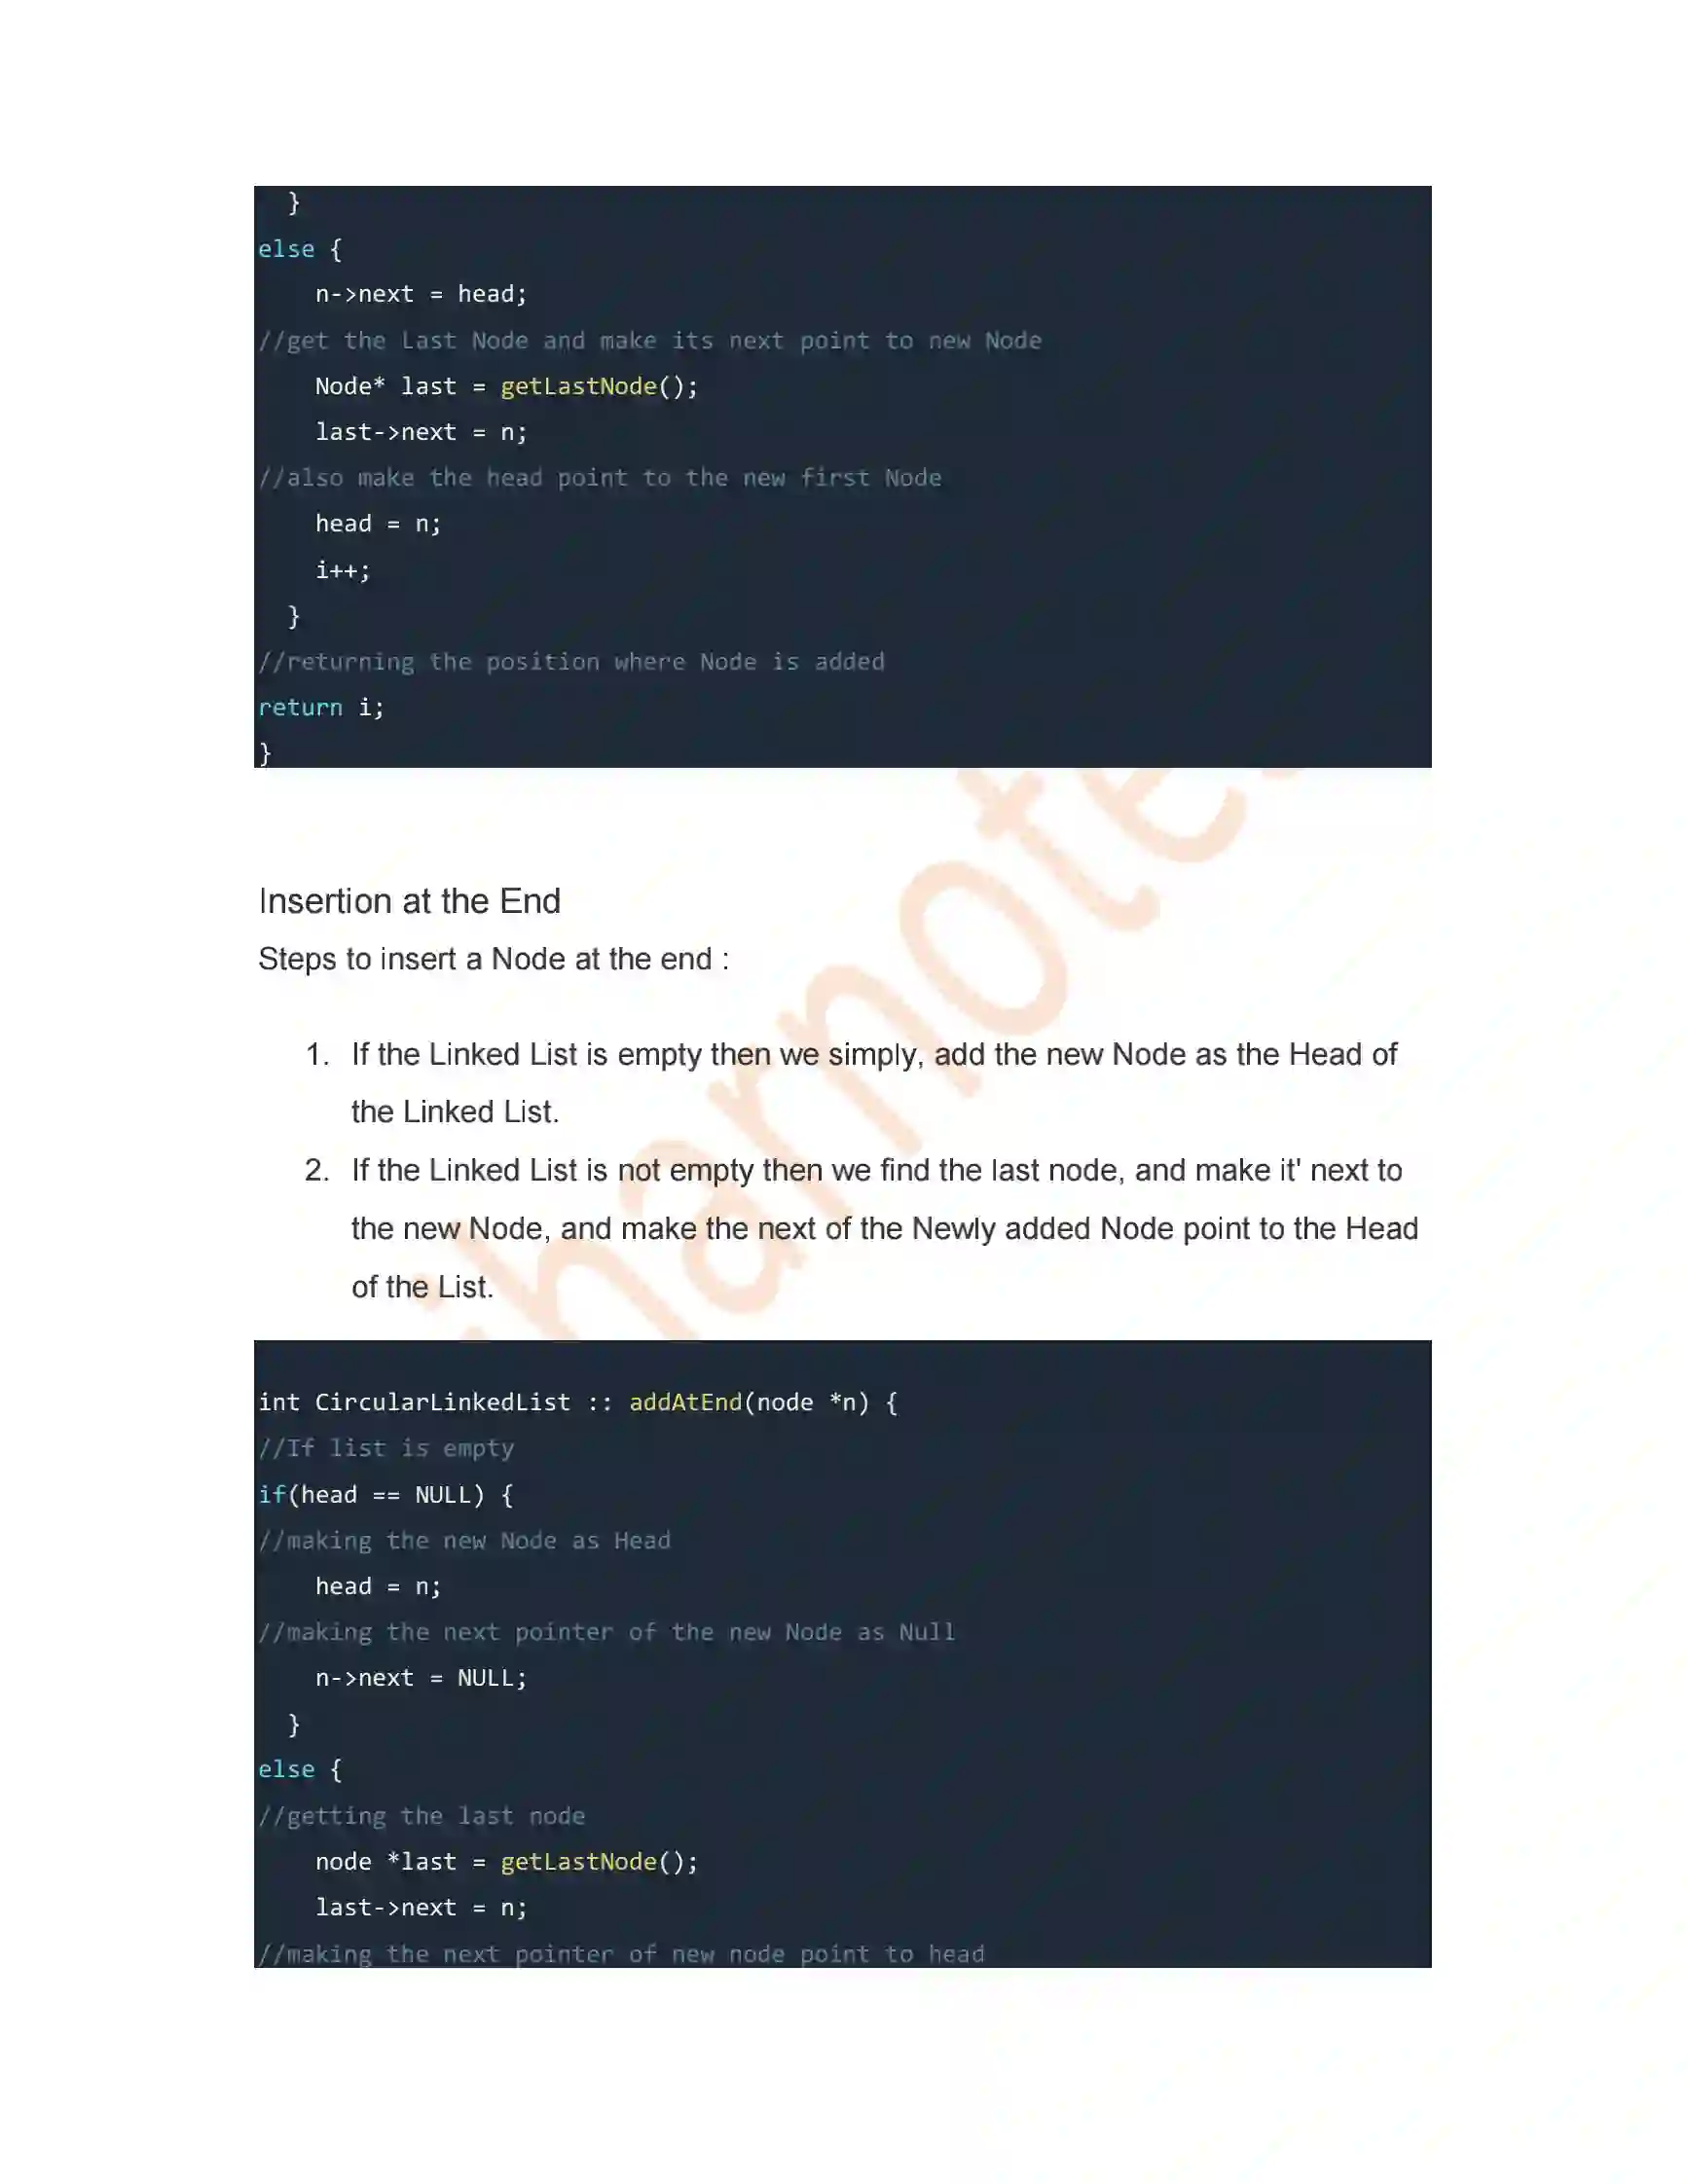 }
else {
n->next = head;
//get the Last Node and make its next point to new Node
Node* last = getLastNode();
last->next = n;
//also make the head point to the new first Node
head = n;
i++;
}
//returning the position where Node is added
return i;
}
Insertion at the End
Steps to insert a Node at the end :
1. If the Linked List is empty then we simply, add the new Node as the Head of
the Linked List.
2. If the Linked List is not empty then we find the last node, and make it' next to
the new Node, and make the next of the Newly added Node point to the Head
of the List.
int CircularLinkedList :: addAtEnd(node *n) {
//If list is empty
if(head == NULL) {
//making the new Node as Head
head = n;
//making the next pointer of the new Node as Null
n->next = NULL;
}
else {
//getting the last node
node *last = getLastNode();
last->next = n;
//making the next pointer of new node point to head